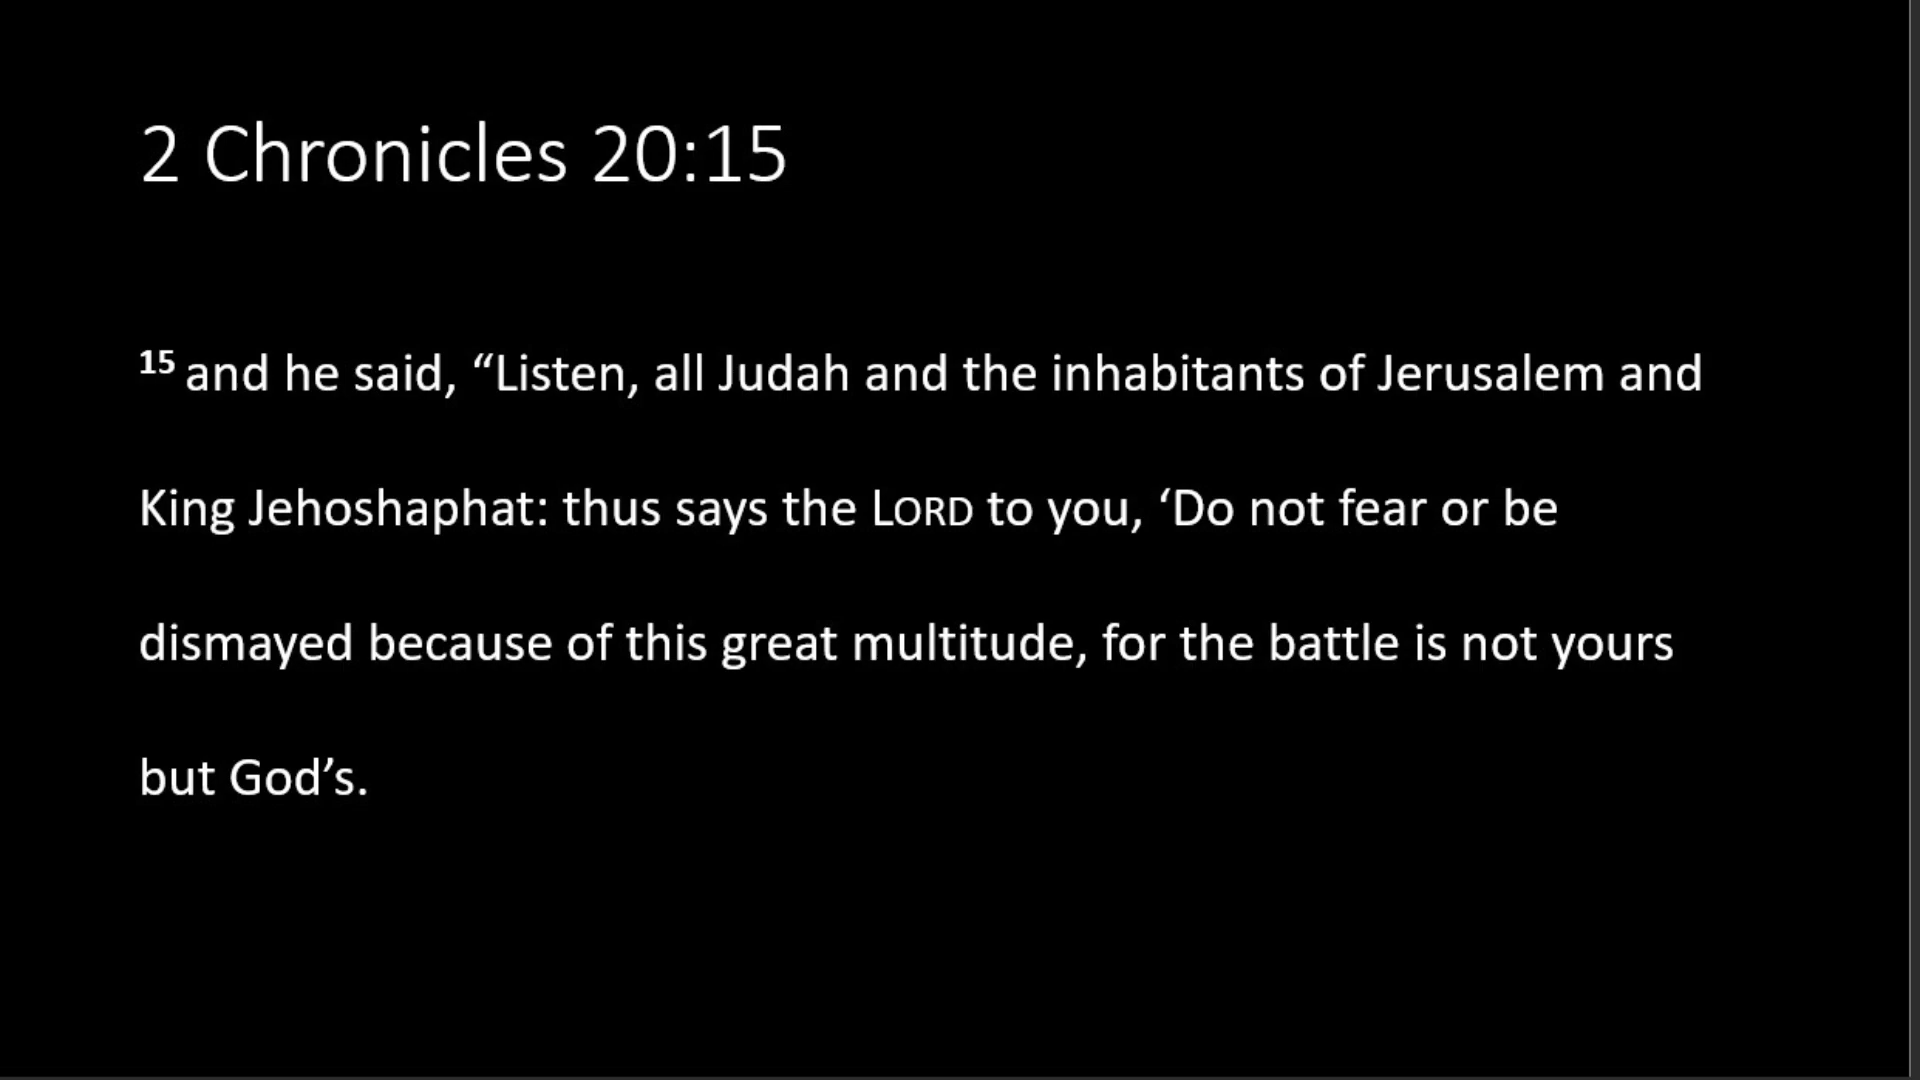 2 Chronicles 20:15
15 and he said, “Listen, all Judah and the inhabitants of Jerusalem and
King Jehoshaphat: thus says the LORD to you, ‘Do not fear or be
dismayed because of this great multitude, for the battle is not yours
but God’s.